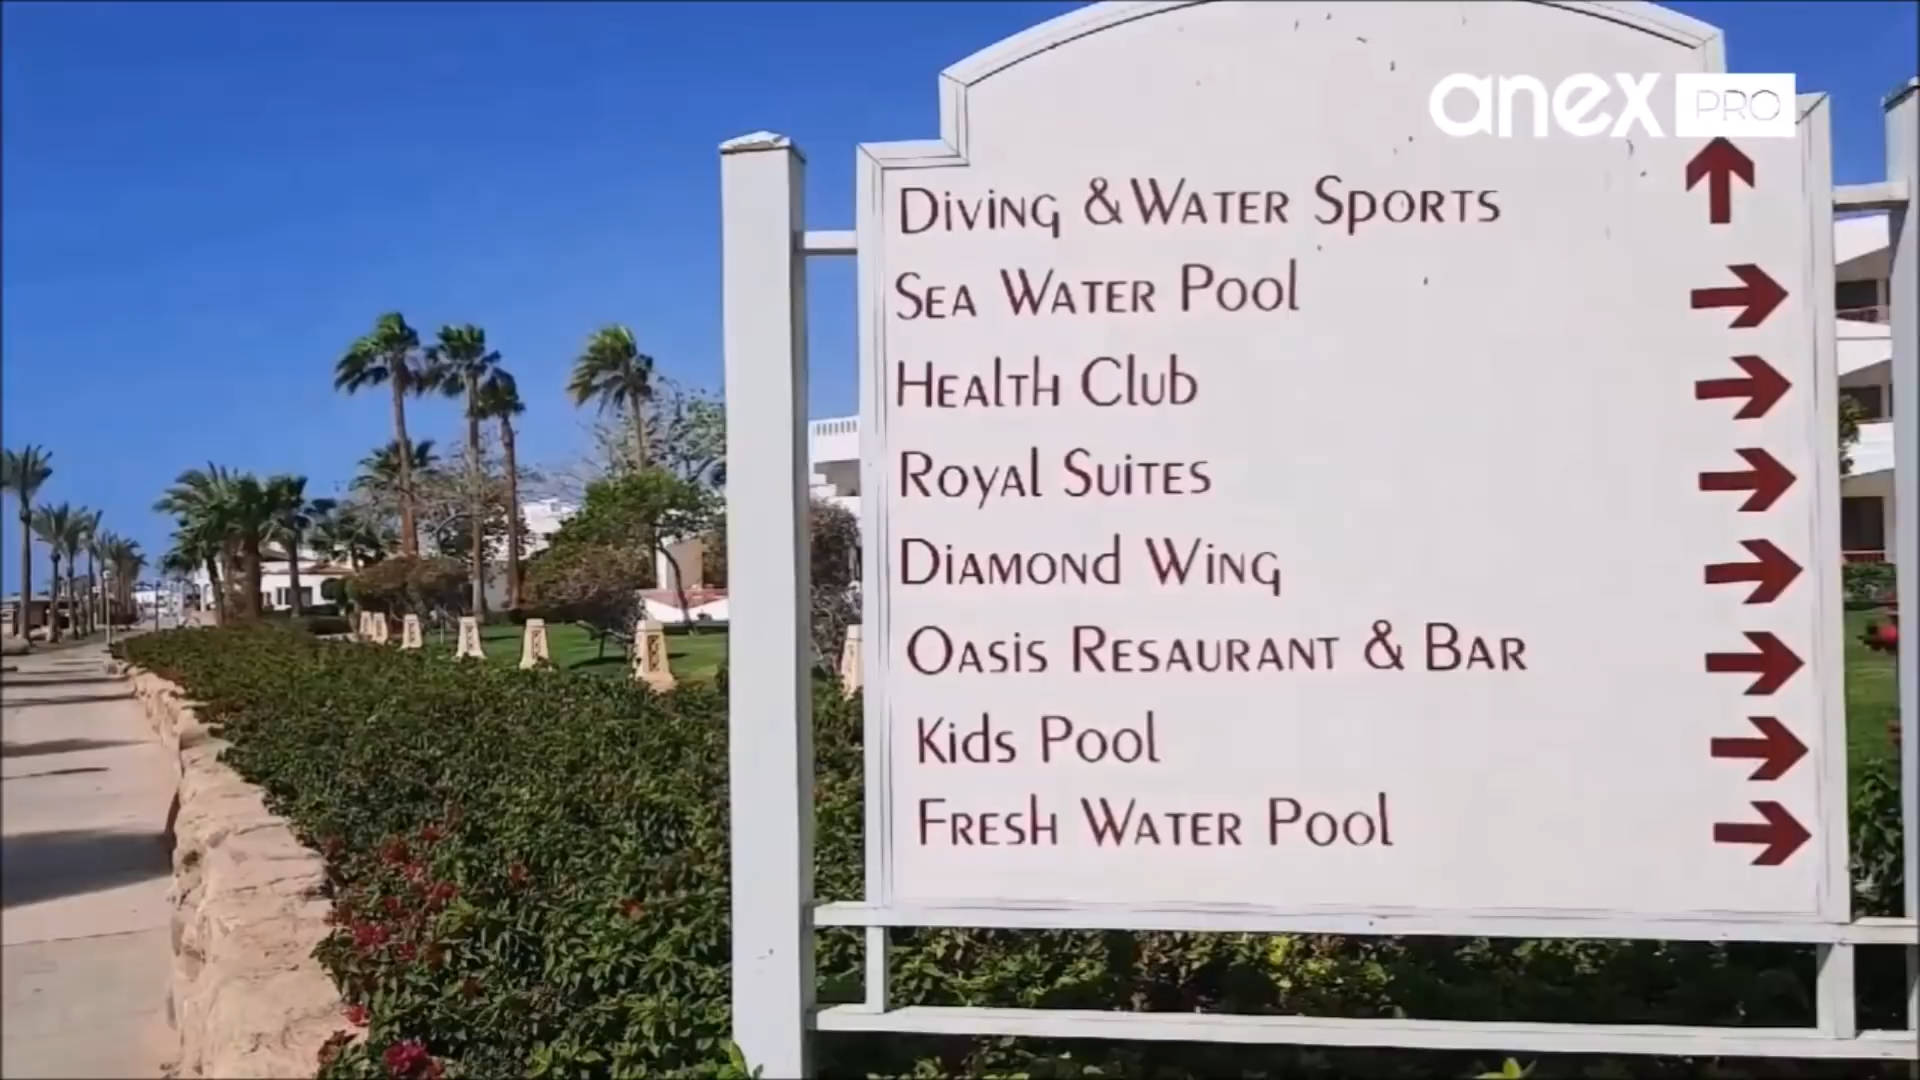 anex PRO
Diving & Water Sports
Sea Water Pool
Health Club
Royal Suites
Diamond Wing
Oasis Resaurant & Bar
Kids Pool
Fresh Water Pool